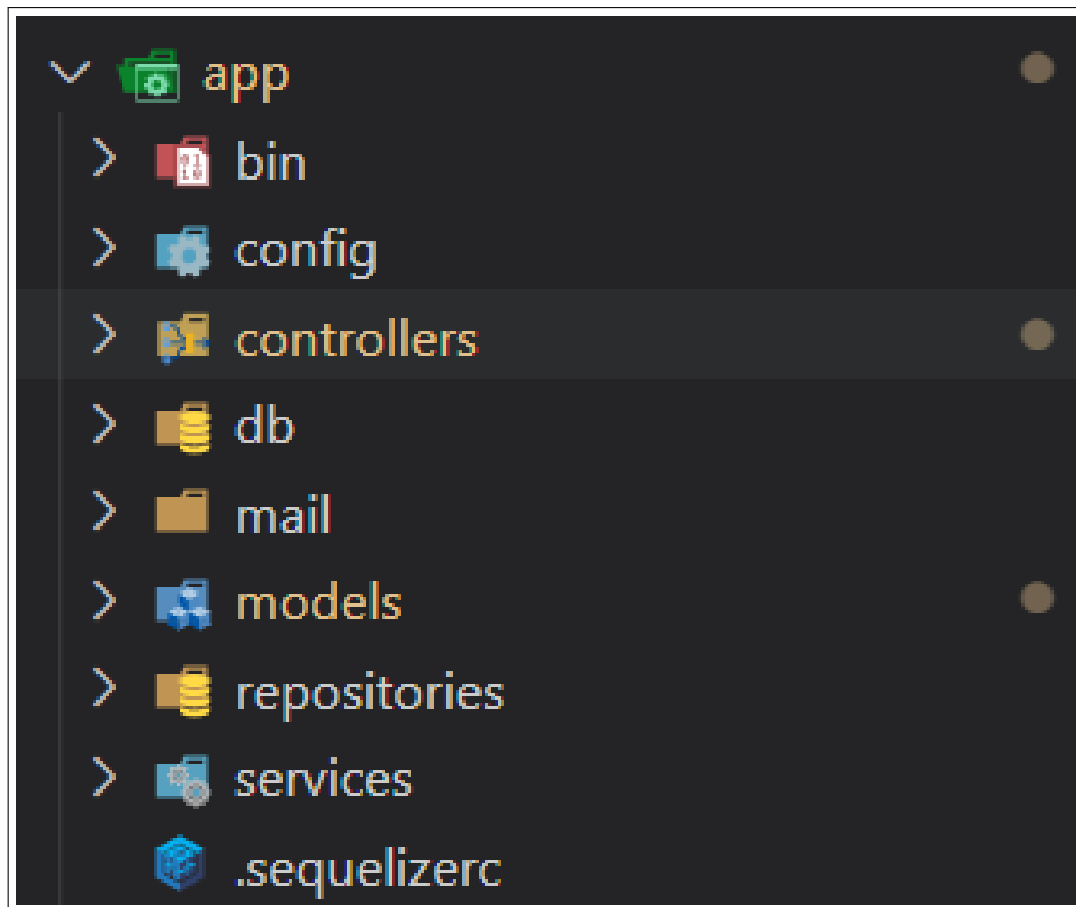 app
bin
config
controllers
db
mail
models
repositories
services
.sequelizerc